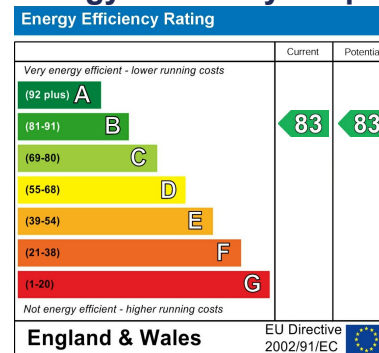 Energy Efficiency Rating
Current Potential
Very energy efficient - lower running costs
(92 plus) A
(81-91) B
83 83
(69-80) C
(55-68) D
(39-54) E
(21-38) F
(1-20) G
Not energy efficient - higher running costs
England & Wales
EU Directive
2002/91/EC